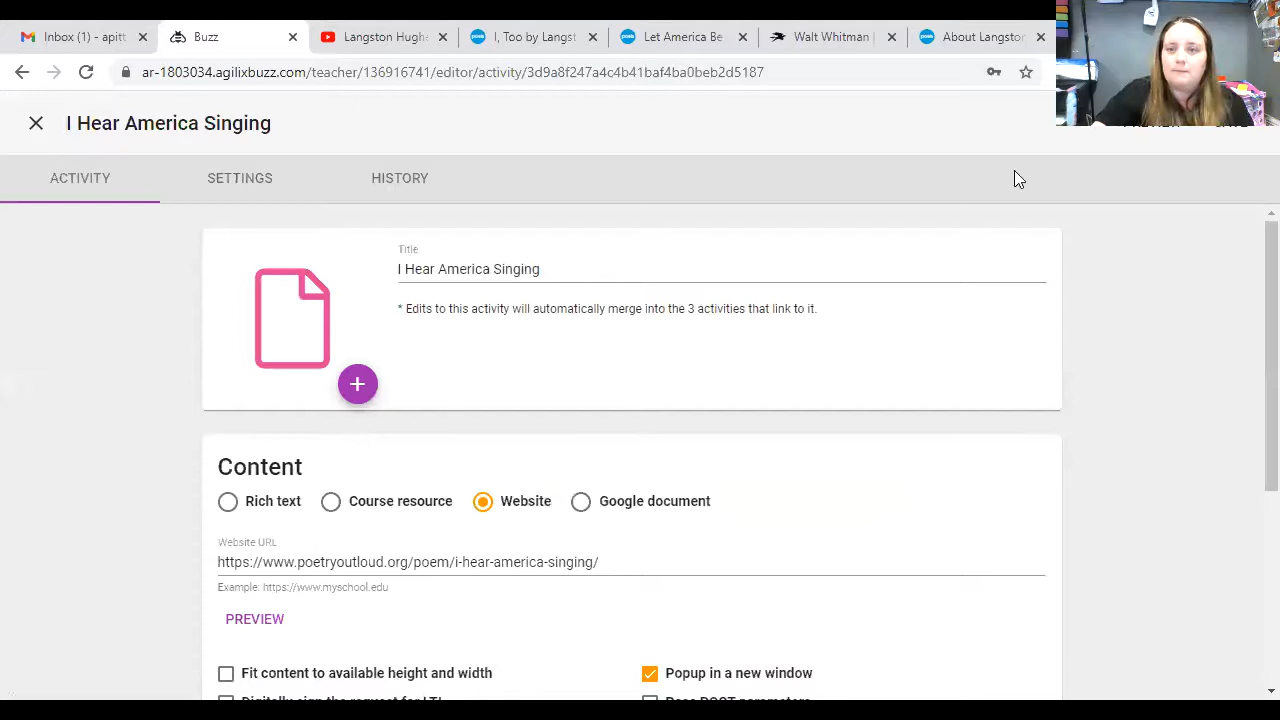 Inbox (1) - apitt
Buzz
Langston Hughe
I, Too by Langst
Let America Be
Walt Whitman |
About Langston
ar-1803034.agilixbuzz.com/teacher/136916741/editor/activity/3d9a8f247a4c4b41baf4ba0beb2d5187
I Hear America Singing
ACTIVITY
SETTINGS
HISTORY
Title
I Hear America Singing
* Edits to this activity will automatically merge into the 3 activities that link to it.
Content
Rich text
Course resource
Website
Google document
Website URL
https://www.poetryoutloud.org/poem/i-hear-america-singing/
Example: https://www.myschool.edu
PREVIEW
Fit content to available height and width
Popup in a new window